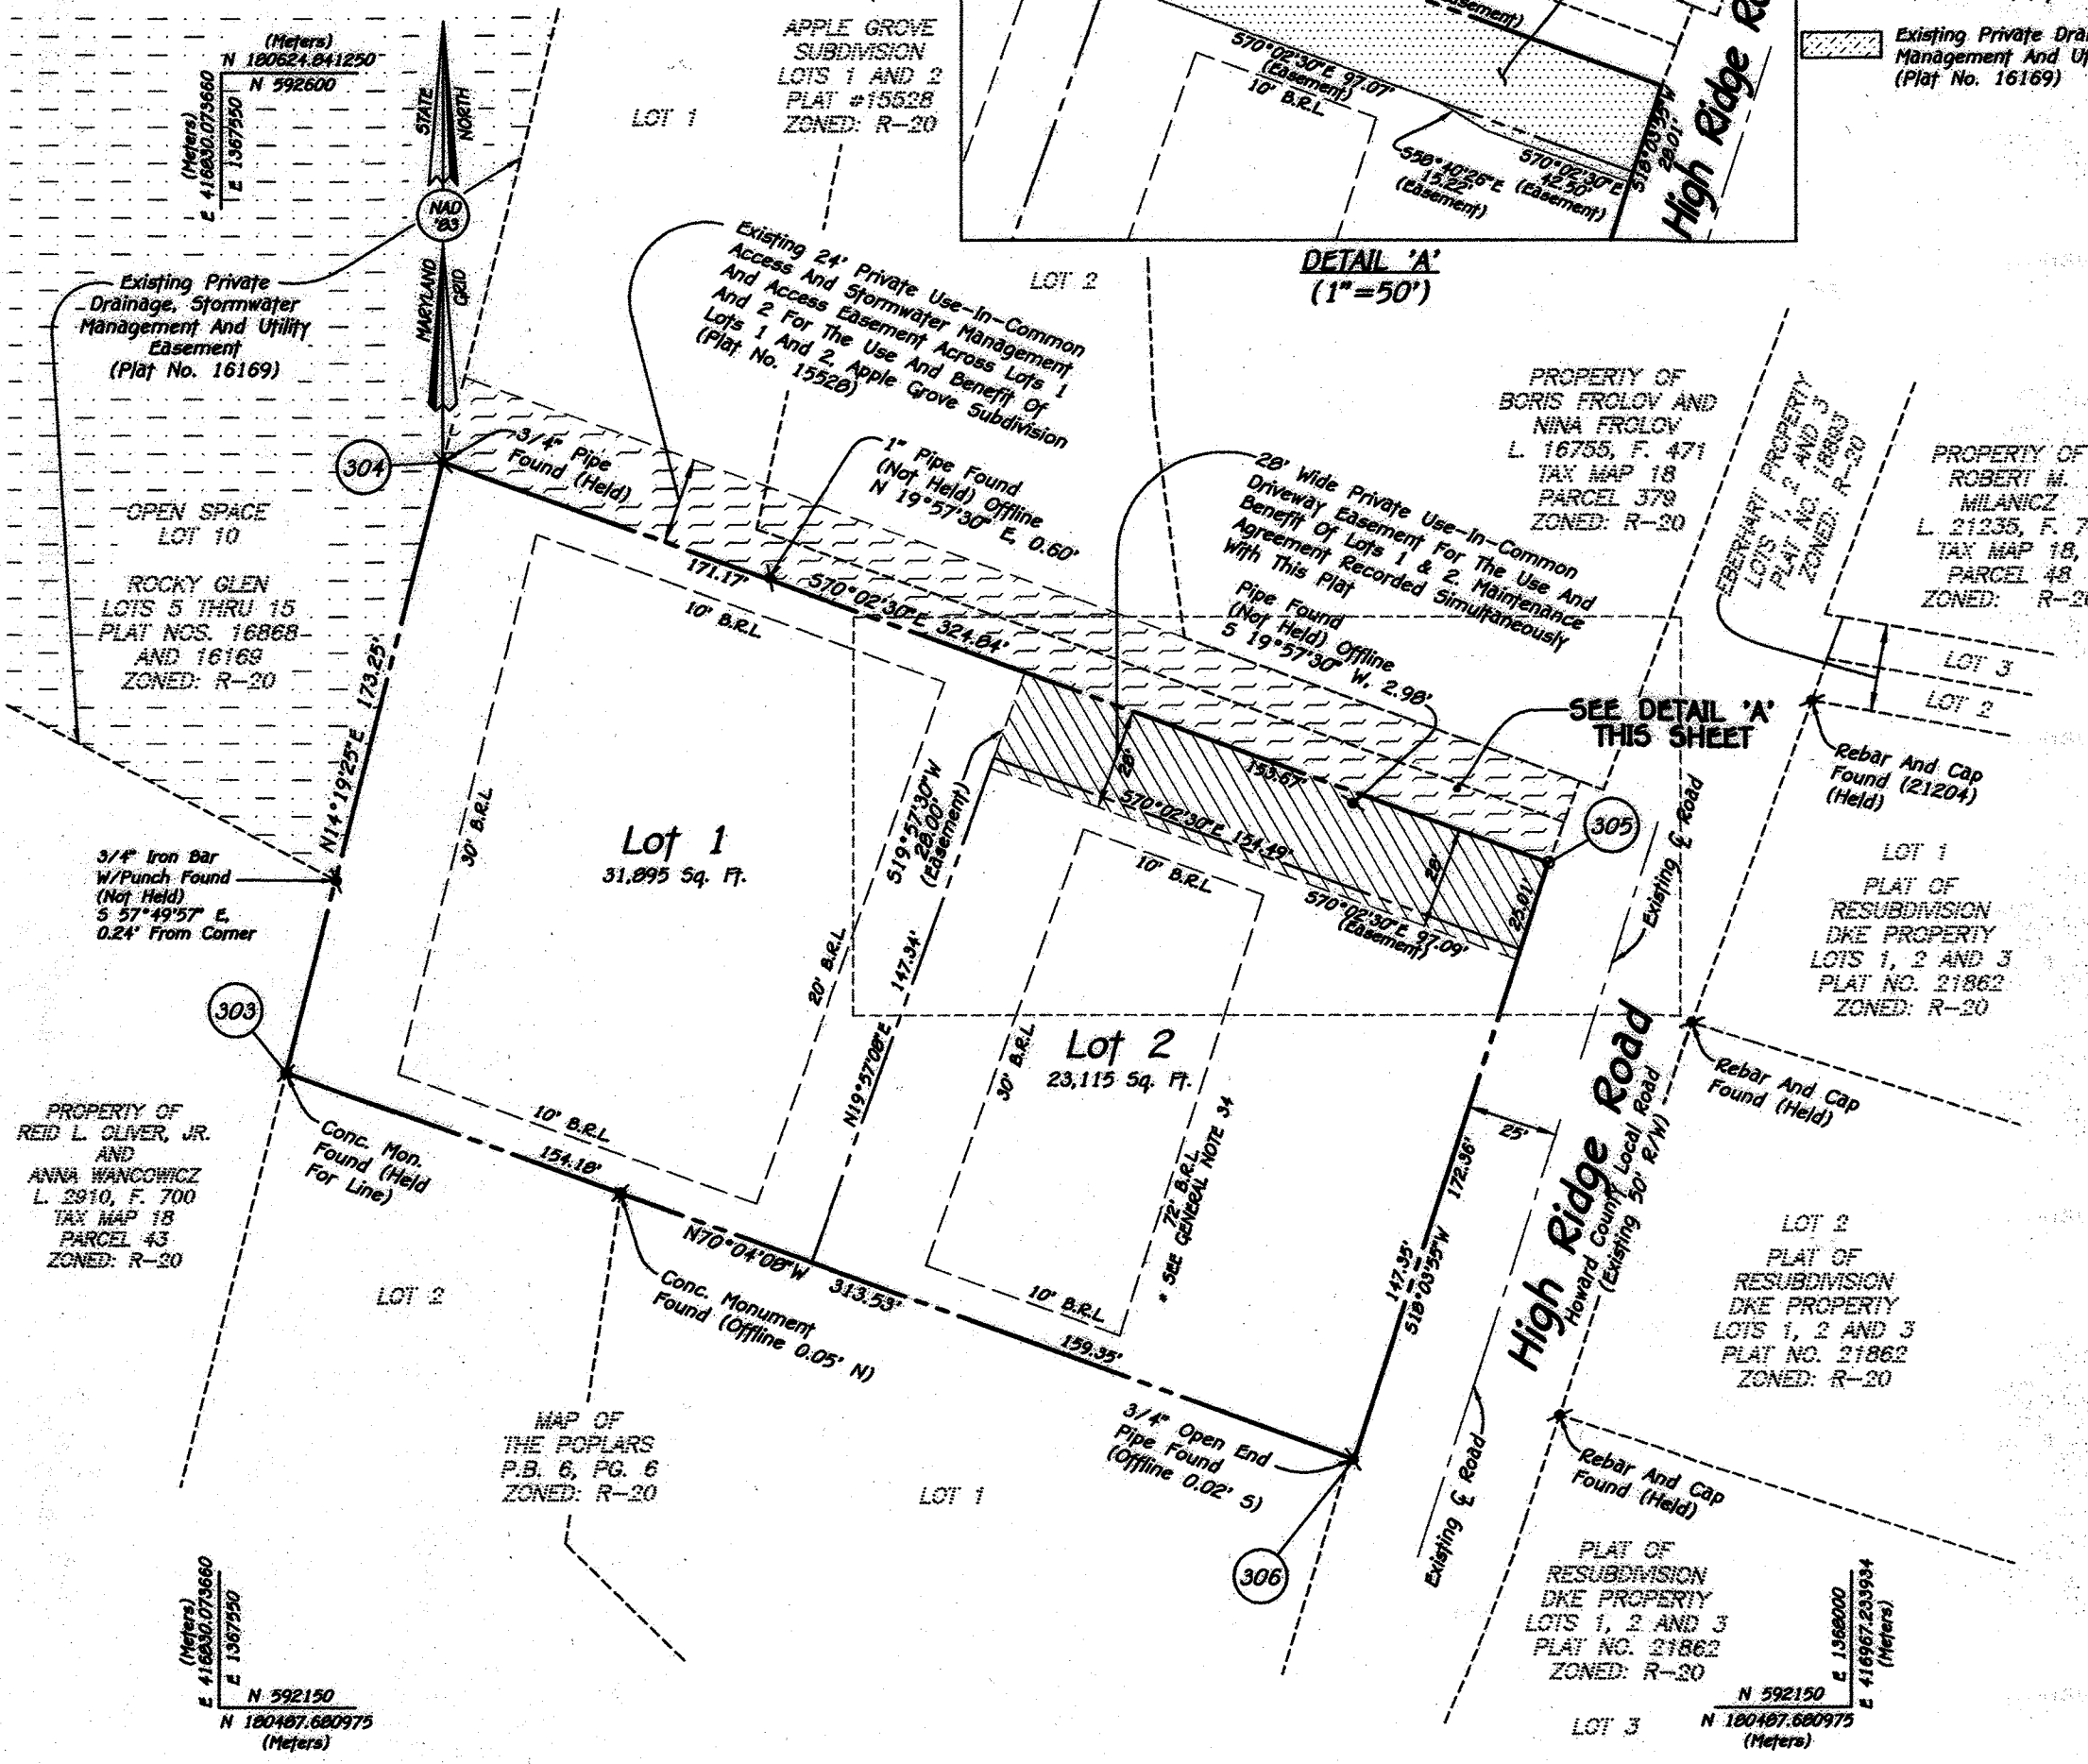 (Meters)
N 180624.841250
N 592600
(Meters)
E 416830.073660
E 1367550
STATE
NORTH
NAD
'83
MARYLAND
GRID
APPLE GROVE
SUBDIVISION
LOTS 1 AND 2
PLAT #15528
ZONED: R-20
LOT 1
S70°02'30"E 97.07'
(Easement)
10' B.R.L
S50°40'26"E
15.22'
(Easement)
S70°02'30"E
42.50'
(Easement)
S18°03'55"W
28.01'
High Ridge
DETAIL 'A'
(1"=50')
Existing Private
Management And
(Plat No. 16169)
Existing Private
Drainage, Stormwater
Management And Utility
Easement
(Plat No. 16169)
Existing 24' Private Use-In-Common
Access And Stormwater Management
And Access Easement Across Lots 1
And 2 For The Use And Benefit Of
Lots 1 And 2, Apple Grove Subdivision
(Plat No. 15528)
LOT 2
PROPERTY OF
BORIS FROLOV AND
NINA FROLOV
L. 16755, F. 471
TAX MAP 18
PARCEL 379
ZONED: R-20
EBERHART PROPERTY
LOTS 1, 2 AND 3
PLAT NO. 18803
ZONED: R-20
PROPERTY OF
ROBERT M.
MILANICZ
L. 21235, F.
TAX MAP 18,
PARCEL 48
ZONED:
304
3/4" Pipe
Found (Held)
1" Pipe Found
(Not Held) Offline
N 19°57'30" E, 0.60'
28' Wide Private Use-In-Common
Driveway Easement For The Use And
Benefit Of Lots 1 & 2. Maintenance
Agreement Recorded Simultaneously
With This Plat
Pipe Found
(Not Held) Offline
S 19°57'30" W, 2.90'
OPEN SPACE
LOT 10
ROCKY GLEN
LOTS 5 THRU 15
PLAT NOS. 16868
AND 16169
ZONED: R-20
171.17'
S70°02'30"E 324.84'
10' B.R.L
LOT 3
LOT 2
SEE DETAIL 'A'
THIS SHEET
Rebar And Cap
Found (21204)
(Held)
N14°19'25"E 173.25'
30' B.R.L
Lot 1
31,895 Sq. Ft.
S19°57'30"W
28.00'
(Easement)
28'
153.67'
S70°02'30"E 154.49'
10' B.R.L
28'
S70°02'30"E 97.09'
(Easement)
25.01'
305
Existing ℄ Road
3/4" Iron Bar
W/Punch Found
(Not Held)
S 57°49'57" E,
0.24' From Corner
LOT 1
PLAT OF
RESUBDIVISION
DKE PROPERTY
LOTS 1, 2 AND 3
PLAT NO. 21862
ZONED: R-20
20' B.R.L
147.34'
N19°57'08"E
303
Lot 2
23,115 Sq. Ft.
30' B.R.L
72' B.R.L
* SEE GENERAL NOTE 34
25'
172.36'
High Ridge Road
Howard County Local Road
(Existing 50' R/W)
Rebar And Cap
Found (Held)
PROPERTY OF
REID L. OLIVER, JR.
AND
ANNA WANCOWICZ
L. 2910, F. 700
TAX MAP 18
PARCEL 43
ZONED: R-20
Conc. Mon.
Found (Held
For Line)
10' B.R.L
154.18'
N70°04'08"W
313.53'
Conc. Monument
Found (Offline 0.05' N)
10' B.R.L
159.35'
147.35'
S18°03'55"W
LOT 2
LOT 2
PLAT OF
RESUBDIVISION
DKE PROPERTY
LOTS 1, 2 AND 3
PLAT NO. 21862
ZONED: R-20
MAP OF
THE POPLARS
P.B. 6, PG. 6
ZONED: R-20
LOT 1
3/4" Open End
Pipe Found
(Offline 0.02' S)
Existing ℄ Road
Rebar And Cap
Found (Held)
306
PLAT OF
RESUBDIVISION
DKE PROPERTY
LOTS 1, 2 AND 3
PLAT NO. 21862
ZONED: R-20
LOT 3
(Meters)
E 416830.073660
E 1367550
N 592150
N 180487.680975
(Meters)
E 1368000
E 416967.233934
(Meters)
N 592150
N 180487.680975
(Meters)